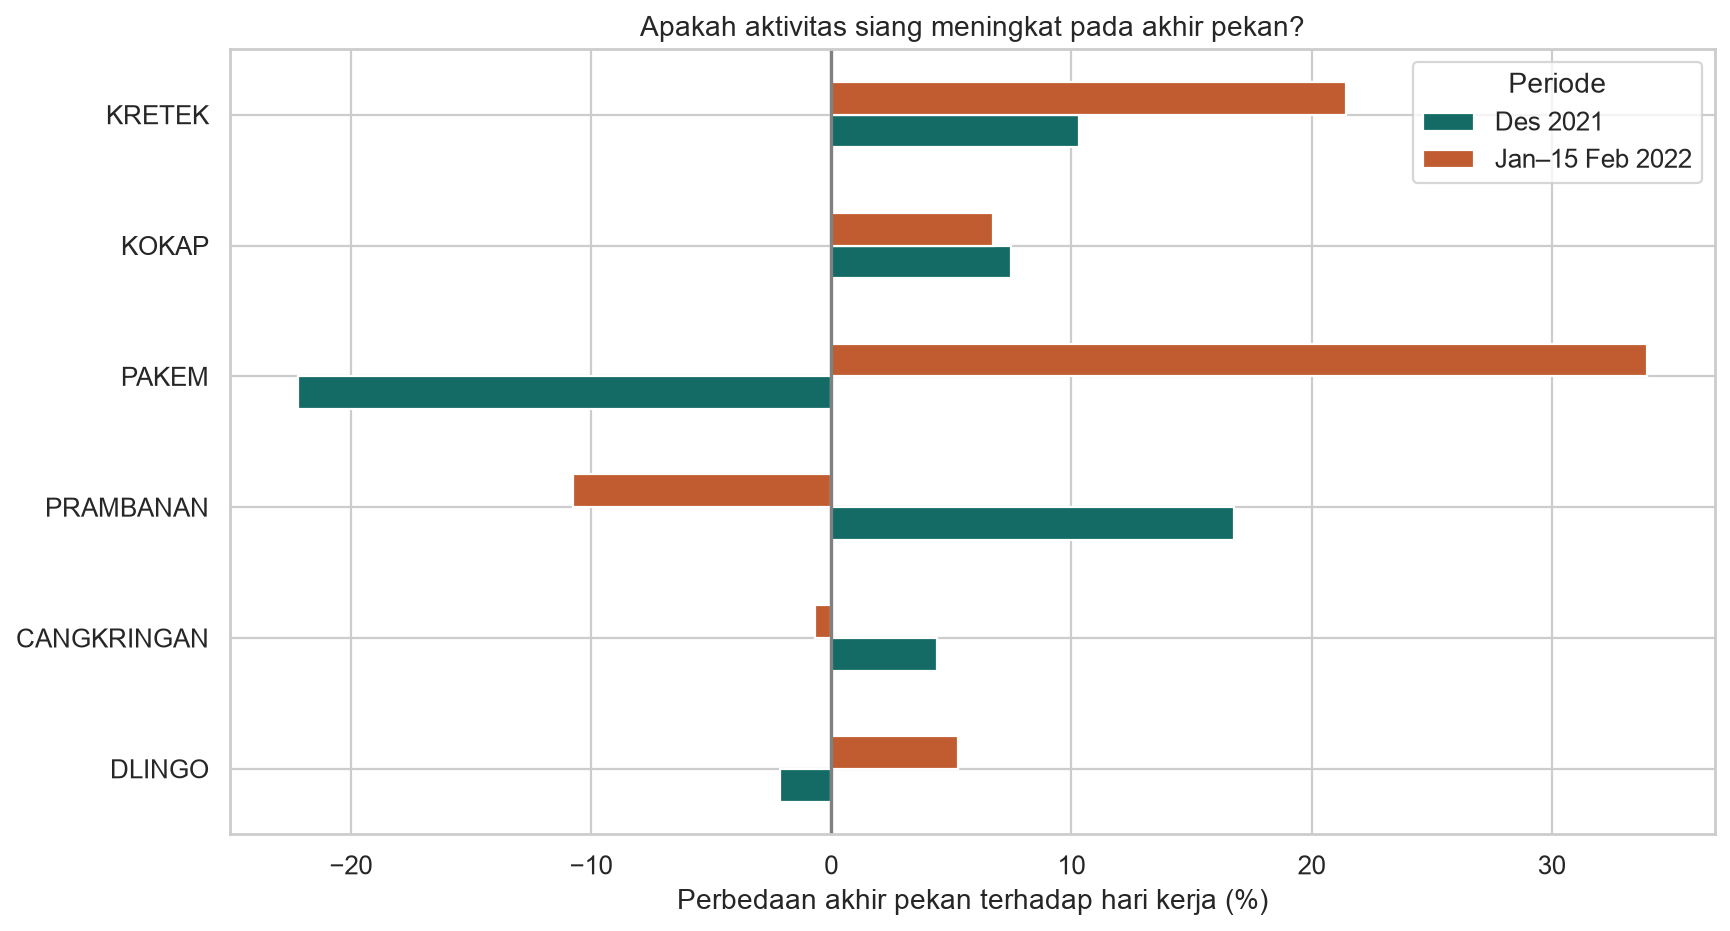 Apakah aktivitas siang meningkat pada akhir pekan?
Periode
Des 2021
Jan–15 Feb 2022
KRETEK
KOKAP
PAKEM
PRAMBANAN
CANGKRINGAN
DLINGO
−20 −10 0 10 20 30
Perbedaan akhir pekan terhadap hari kerja (%)